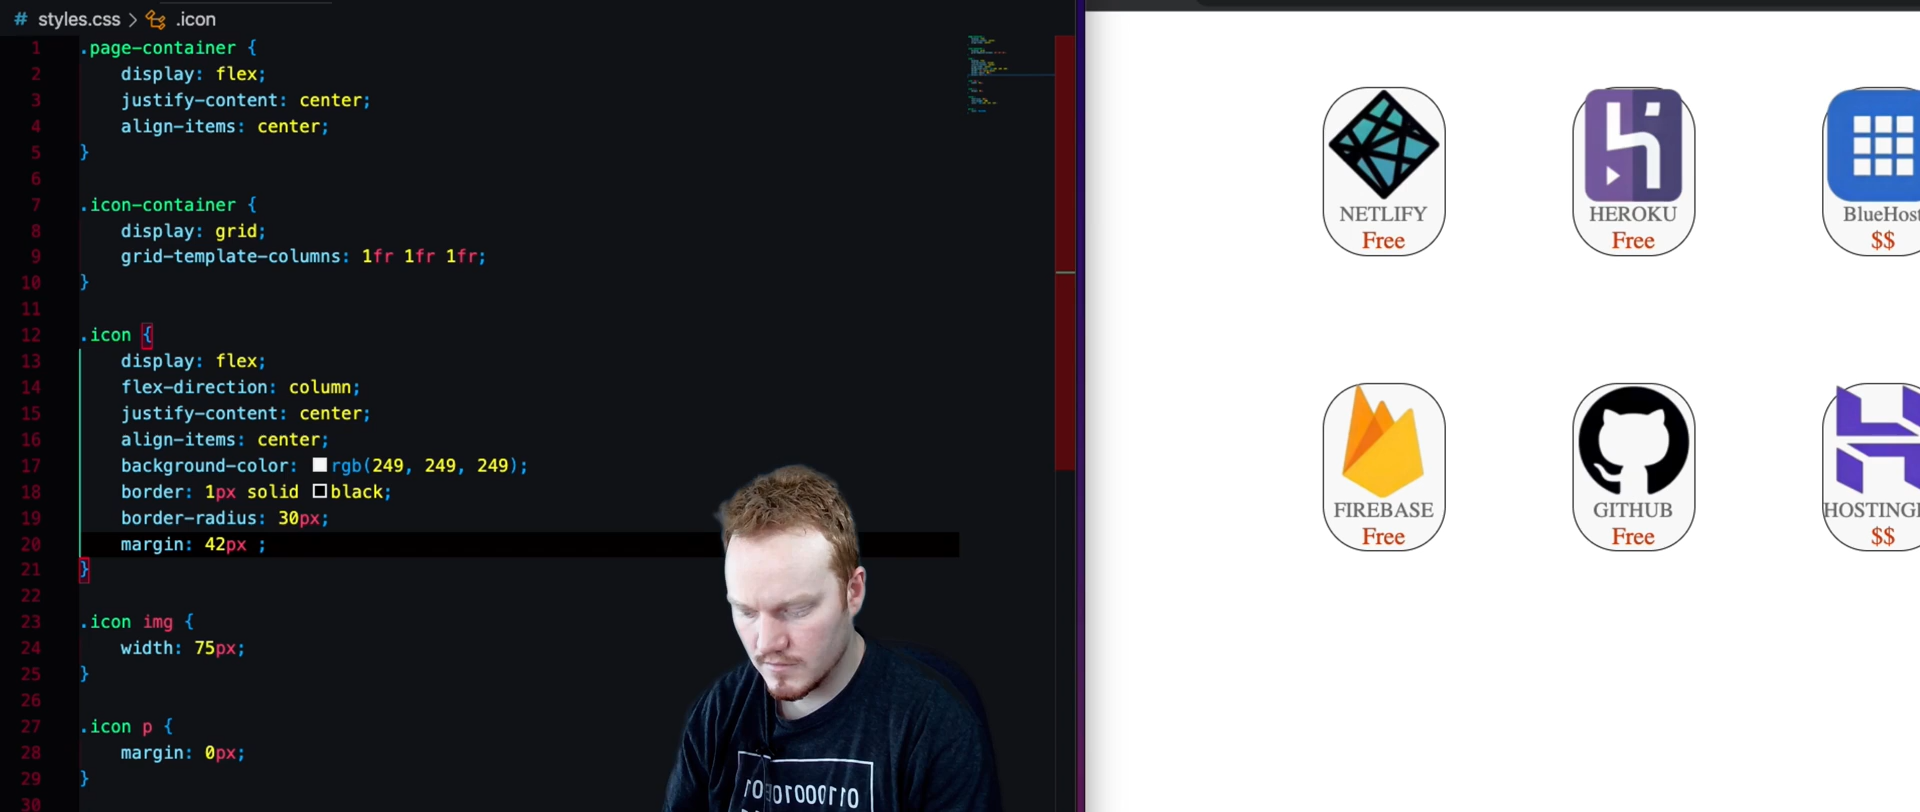 # styles.css > .icon
1 .page-container {
2 display: flex;
3 justify-content: center;
4 align-items: center;
5 }
6
7 .icon-container {
8 display: grid;
9 grid-template-columns: 1fr 1fr 1fr;
10 }
11
12 .icon {
13 display: flex;
14 flex-direction: column;
15 justify-content: center;
16 align-items: center;
17 background-color: rgb(249, 249, 249);
18 border: 1px solid black;
19 border-radius: 30px;
20 margin: 42px ;
21 }
22
23 .icon img {
24 width: 75px;
25 }
26
27 .icon p {
28 margin: 0px;
29 }
30
NETLIFY
Free
HEROKU
Free
BlueHost
$$
FIREBASE
Free
GITHUB
Free
HOSTING
$$